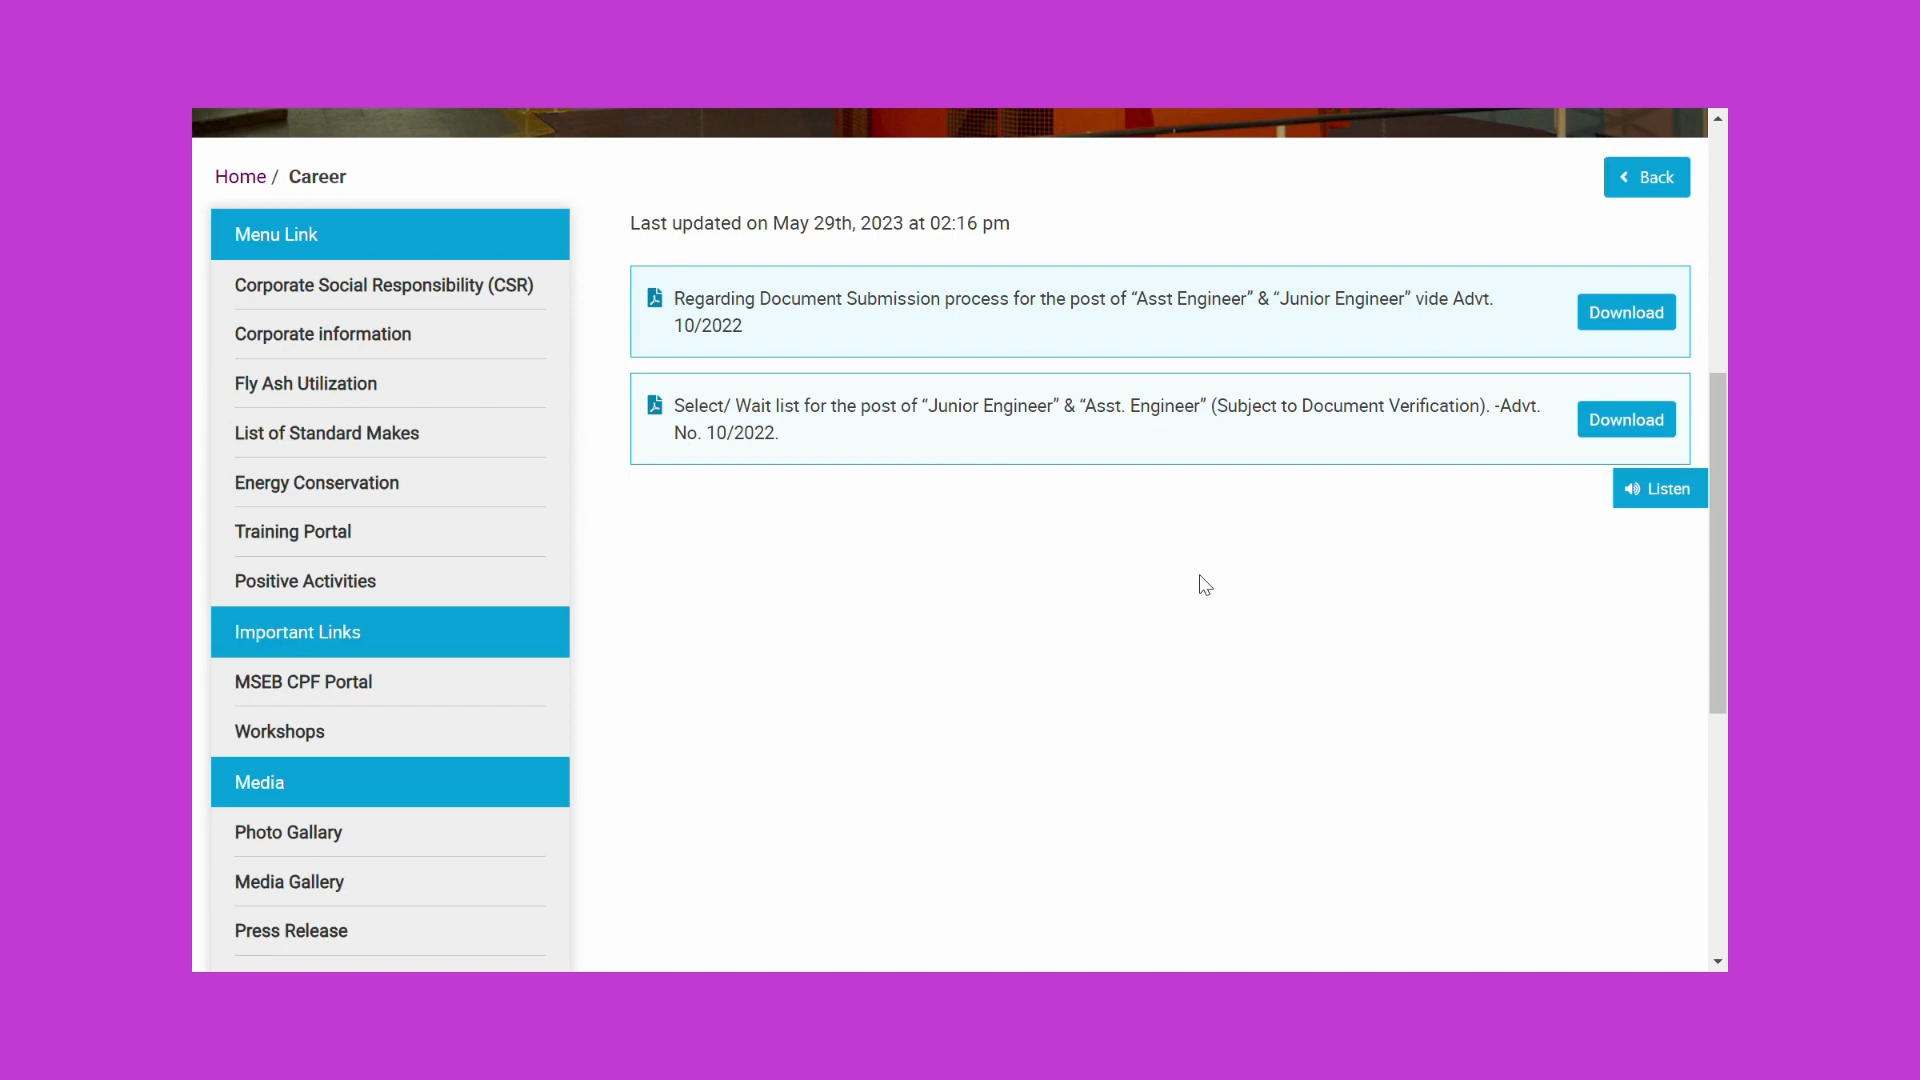 Home / Career
Back
Menu Link
Corporate Social Responsibility (CSR)
Corporate information
Fly Ash Utilization
List of Standard Makes
Energy Conservation
Training Portal
Positive Activities
Important Links
MSEB CPF Portal
Workshops
Media
Photo Gallary
Media Gallery
Press Release
Last updated on May 29th, 2023 at 02:16 pm
Regarding Document Submission process for the post of “Asst Engineer” & “Junior Engineer” vide Advt.
10/2022
Download
Select/ Wait list for the post of “Junior Engineer” & “Asst. Engineer” (Subject to Document Verification). -Advt.
No. 10/2022.
Download
Listen